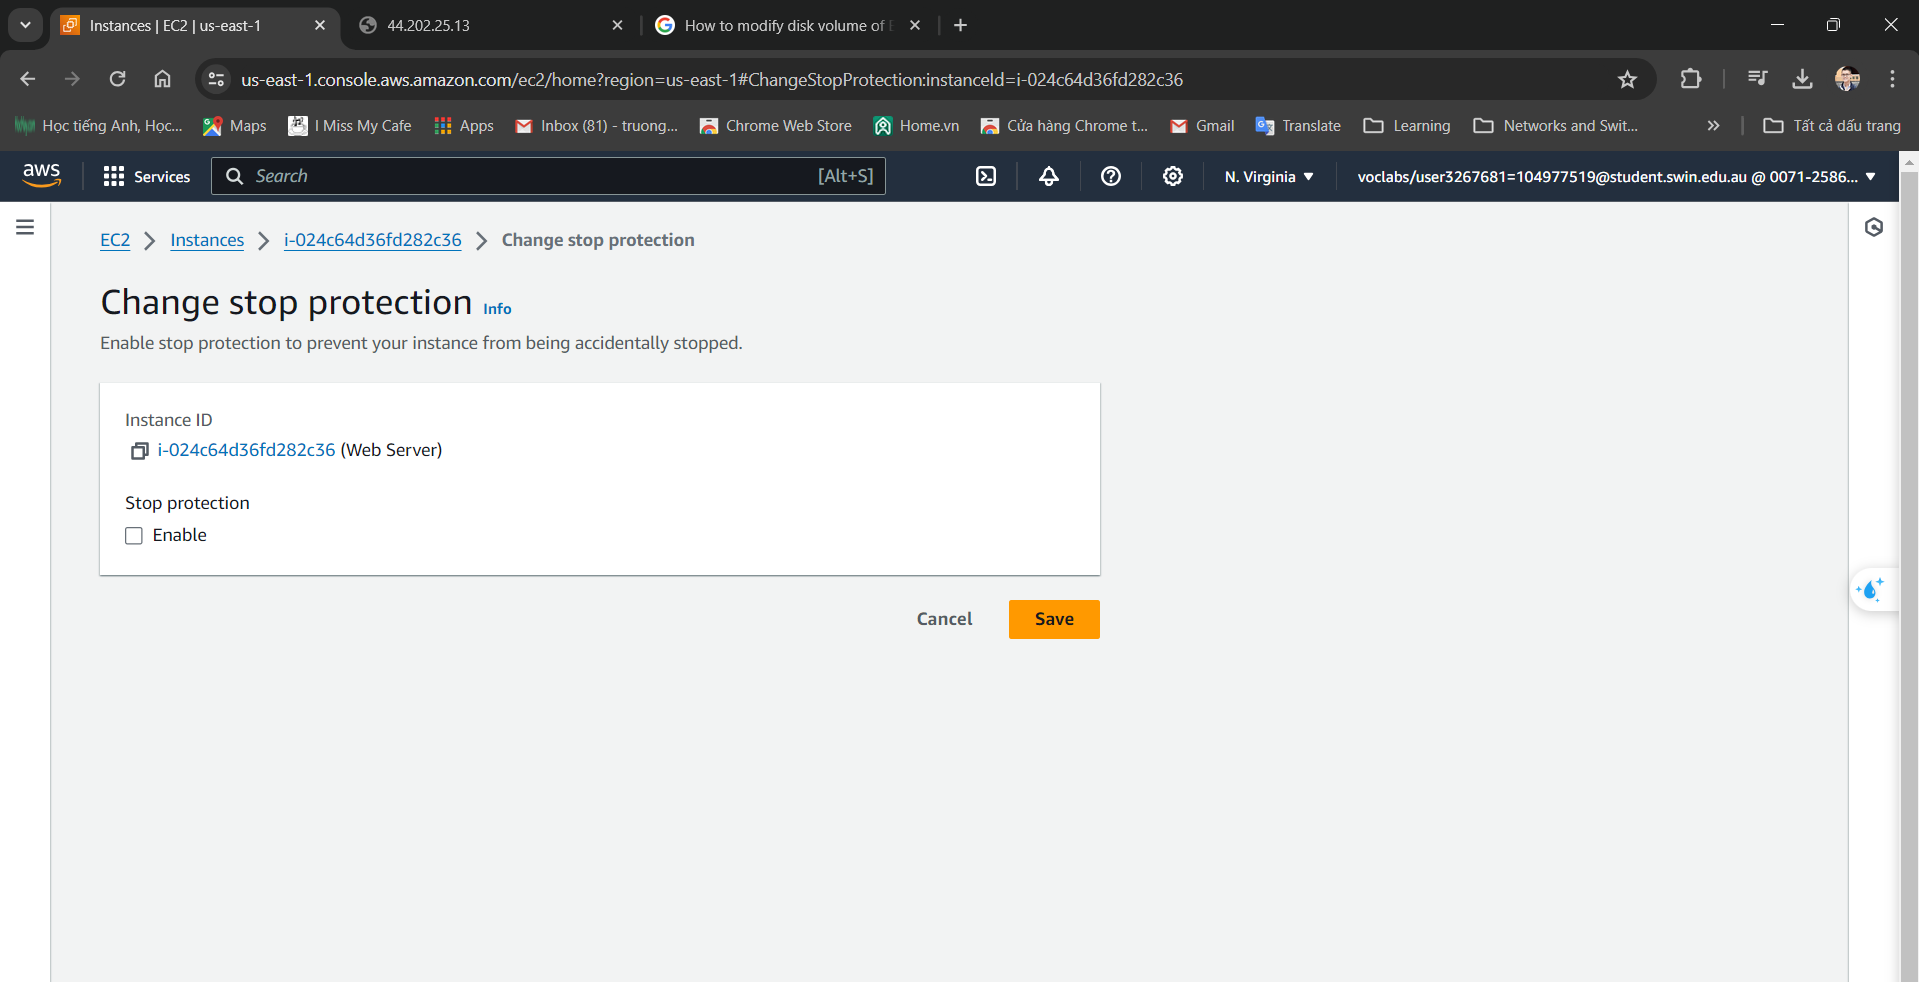 Instances | EC2 | us-east-1
44.202.25.13
How to modify disk volume of
us-east-1.console.aws.amazon.com/ec2/home?region=us-east-1#ChangeStopProtection:instanceId=i-024c64d36fd282c36
Học tiếng Anh, Học...
Maps
I Miss My Cafe
Apps
Inbox (81) - truong...
Chrome Web Store
Home.vn
Cửa hàng Chrome t...
Gmail
Translate
Learning
Networks and Swit...
Tất cả dấu trang
aws
Services
Search
[Alt+S]
N. Virginia
voclabs/user3267681=104977519@student.swin.edu.au @ 0071-2586...
EC2
Instances
i-024c64d36fd282c36
Change stop protection
Change stop protection Info
Enable stop protection to prevent your instance from being accidentally stopped.
Instance ID
i-024c64d36fd282c36 (Web Server)
Stop protection
Enable
Cancel
Save